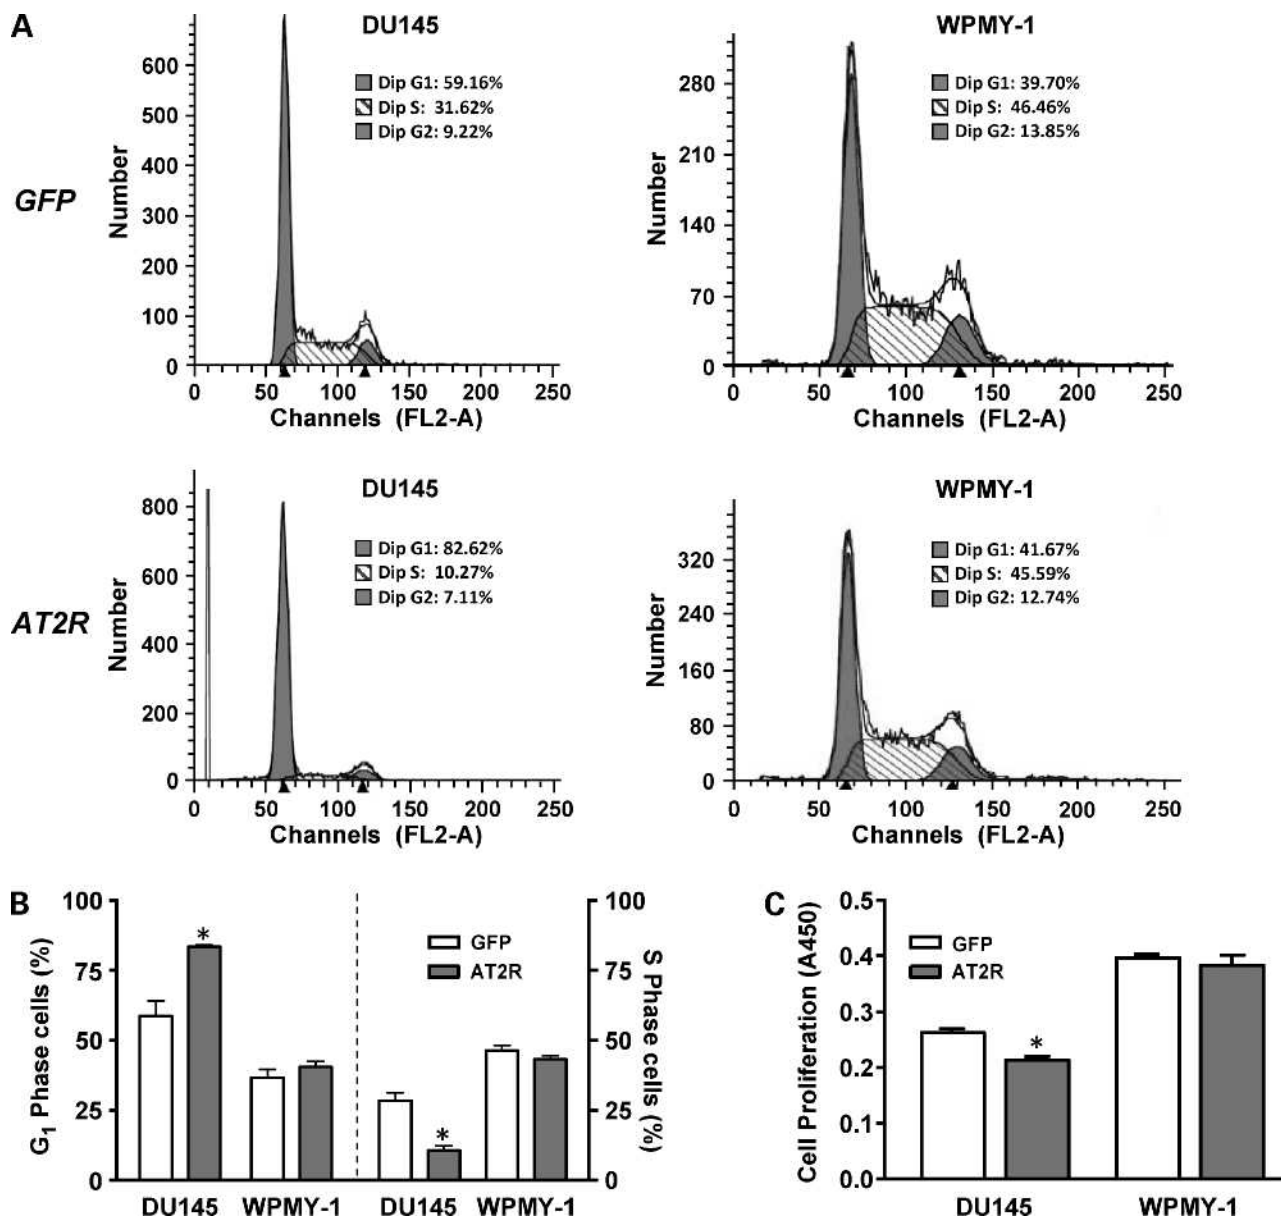 A
DU145
WPMY-1
GFP
Number
600
500
400
300
200
100
0
Dip G1: 59.16%
Dip S: 31.62%
Dip G2: 9.22%
0 50 100 150 200 250
Channels (FL2-A)
Number
280
210
140
70
0
Dip G1: 39.70%
Dip S: 46.46%
Dip G2: 13.85%
0 50 100 150 200 250
Channels (FL2-A)
DU145
WPMY-1
AT2R
Number
800
600
400
200
0
Dip G1: 82.62%
Dip S: 10.27%
Dip G2: 7.11%
0 50 100 150 200 250
Channels (FL2-A)
Number
320
240
160
80
0
Dip G1: 41.67%
Dip S: 45.59%
Dip G2: 12.74%
0 50 100 150 200 250
Channels (FL2-A)
B
G1 Phase cells (%)
100
75
50
25
0
*
*
GFP
AT2R
100
75
50
25
0
S Phase cells (%)
DU145 WPMY-1 DU145 WPMY-1
C
Cell Proliferation (A450)
0.5
0.4
0.3
0.2
0.1
0.0
GFP
AT2R
*
DU145 WPMY-1